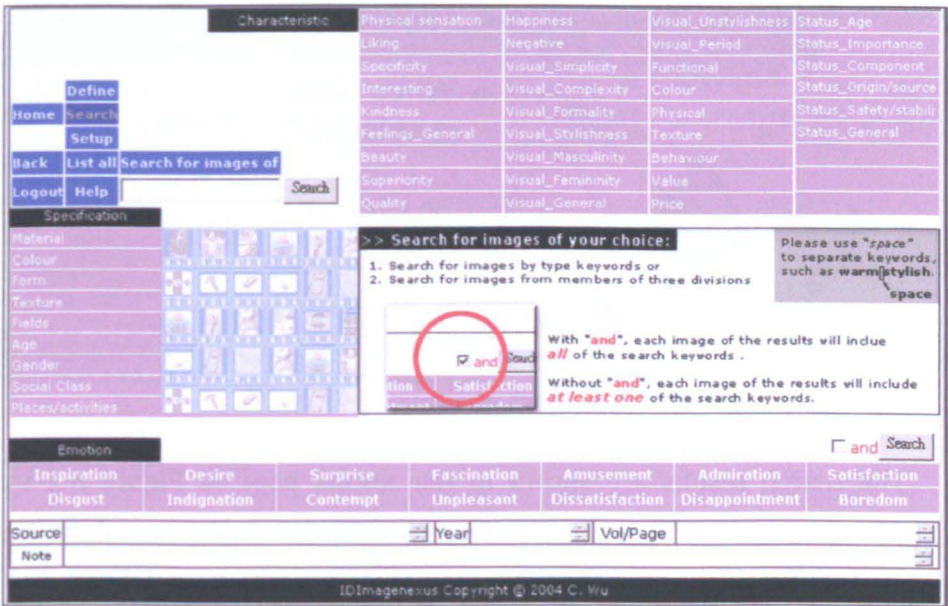 Characteristic
Physical sensation Happiness Visual_Unstylishness Status_Age
Liking Negative Visual_Period Status_Importance
Specificity Visual_Simplicity Functional Status_Component
Interesting Visual_Complexity Colour Status_Origin/source
Kindness Visual_Formality Physical Status_Safety/stabili
Feelings_General Visual_Stylishness Texture Status_General
Beauty Visual_Masculinity Behaviour
Superiority Visual_Femininity Value
Quality Visual_General Price
Define
Home Search
Setup
Back List all Search for images of
Logout Help Search
Specification
Material
Colour
Form
Texture
Fields
Age
Gender
Social Class
Places/activities
>> Search for images of your choice:
1. Search for images by type keywords or
2. Search for images from members of three divisions
Please use "space"
to separate keywords,
such as warm stylish.
space
and Search
tion Satisfaction
With "and", each image of the results will inclue
all of the search keywords .
Without "and", each image of the results will include
at least one of the search keywords.
Emotion
and Search
Inspiration Desire Surprise Fascination Amusement Admiration Satisfaction
Disgust Indignation Contempt Unpleasant Dissatisfaction Disappointment Boredom
Source Year Vol/Page
Note
IDImagenexus Copyright © 2004 C. Wu